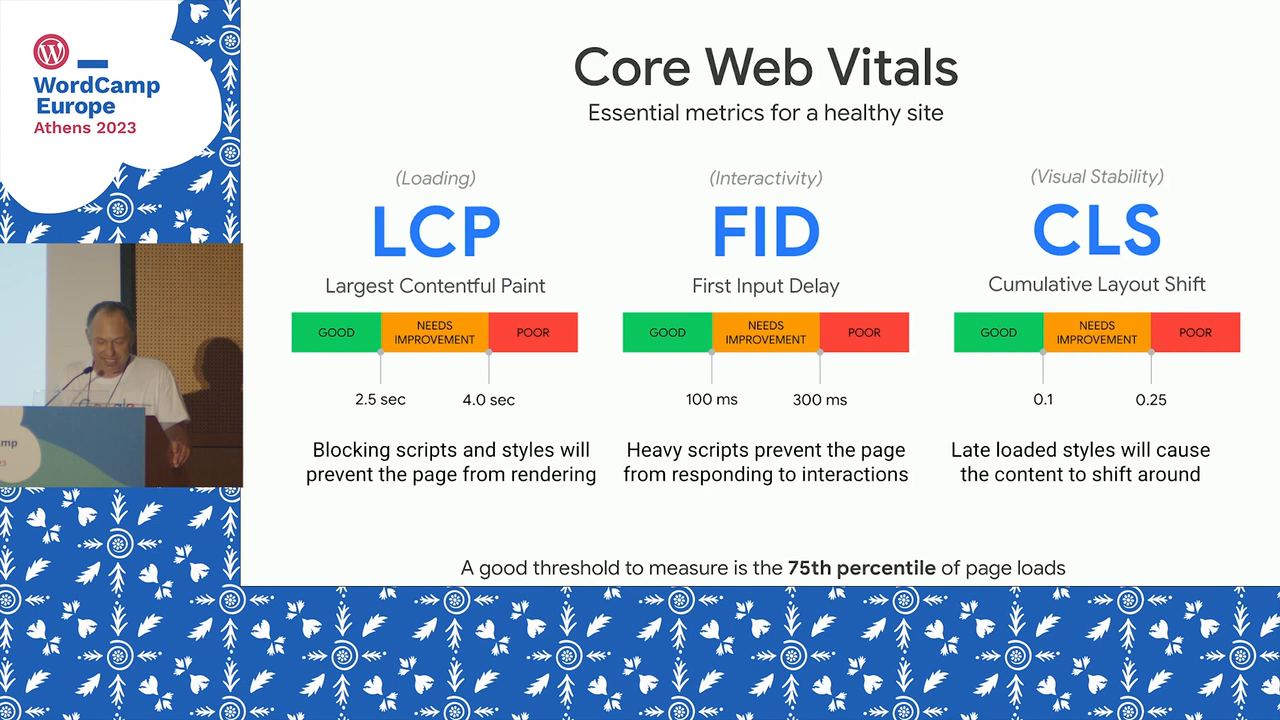 WordCamp
Europe
Athens 2023
Core Web Vitals
Essential metrics for a healthy site
(Loading)
LCP
Largest Contentful Paint
GOOD
NEEDS
IMPROVEMENT
POOR
2.5 sec
4.0 sec
Blocking scripts and styles will
prevent the page from rendering
(Interactivity)
FID
First Input Delay
GOOD
NEEDS
IMPROVEMENT
POOR
100 ms
300 ms
Heavy scripts prevent the page
from responding to interactions
(Visual Stability)
CLS
Cumulative Layout Shift
GOOD
NEEDS
IMPROVEMENT
POOR
0.1
0.25
Late loaded styles will cause
the content to shift around
A good threshold to measure is the 75th percentile of page loads